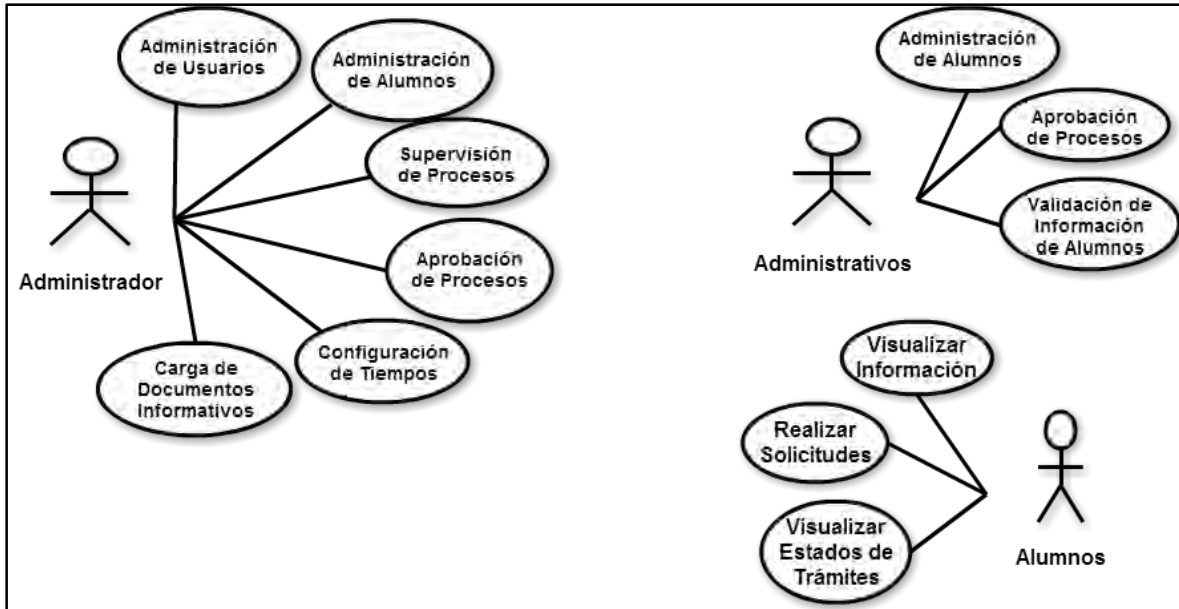 Administración
de Usuarios
Administración
de Alumnos
Supervisión
de Procesos
Aprobación
de Procesos
Configuración
de Tiempos
Carga de
Documentos
Informativos
Administrador
Administración
de Alumnos
Aprobación
de Procesos
Validación de
Información
de Alumnos
Administrativos
Visualizar
Información
Realizar
Solicitudes
Visualizar
Estados de
Trámites
Alumnos